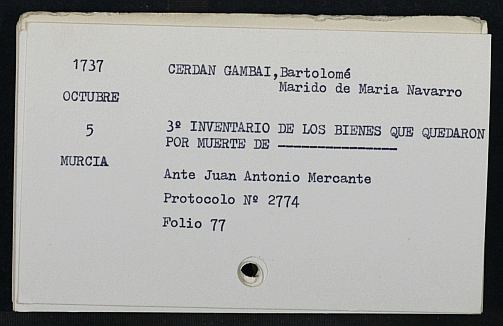 1737
OCTUBRE
5
MURCIA
CERDAN GAMBAI,Bartolomé
Marido de Maria Navarro
3º INVENTARIO DE LOS BIENES QUE QUEDARON
POR MUERTE DE ---------------
Ante Juan Antonio Mercante
Protocolo Nº 2774
Folio 77